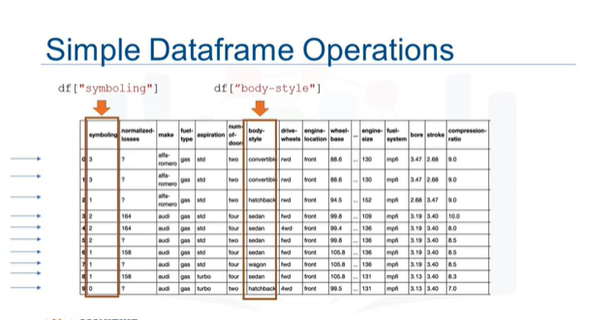 Simple Dataframe Operations
df["symboling"] df["body-style"]
symboling normalized-losses make fuel-type aspiration num-of-doors body-style drive-wheels engine-location wheel-base ... engine-size fuel-system bore stroke compression-ratio
0 3 ? alfa-romero gas std two convertible rwd front 88.6 ... 130 mpfi 3.47 2.68 9.0
1 3 ? alfa-romero gas std two convertible rwd front 88.6 ... 130 mpfi 3.47 2.68 9.0
2 1 ? alfa-romero gas std two hatchback rwd front 94.5 ... 152 mpfi 2.68 3.47 9.0
3 2 164 audi gas std four sedan fwd front 99.8 ... 109 mpfi 3.19 3.40 10.0
4 2 164 audi gas std four sedan 4wd front 99.4 ... 136 mpfi 3.19 3.40 8.0
5 2 ? audi gas std two sedan fwd front 99.8 ... 136 mpfi 3.19 3.40 8.5
6 1 158 audi gas std four sedan fwd front 105.8 ... 136 mpfi 3.19 3.40 8.5
7 1 ? audi gas std four wagon fwd front 105.8 ... 136 mpfi 3.19 3.40 8.5
8 1 158 audi gas turbo four sedan fwd front 105.8 ... 131 mpfi 3.13 3.40 8.3
9 0 ? audi gas turbo two hatchback 4wd front 99.5 ... 131 mpfi 3.13 3.40 7.0